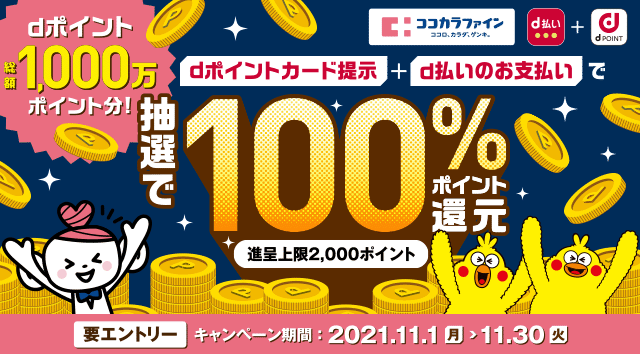 dポイント
総額1,000万
ポイント分!
ココカラファイン
ココロ、カラダ、ゲンキ。
d払い
+
d POINT
dポイントカード提示+d払いのお支払いで
抽選で
100%
ポイント
還元
進呈上限2,000ポイント
要エントリー
キャンペーン期間:2021.11.1月>11.30火